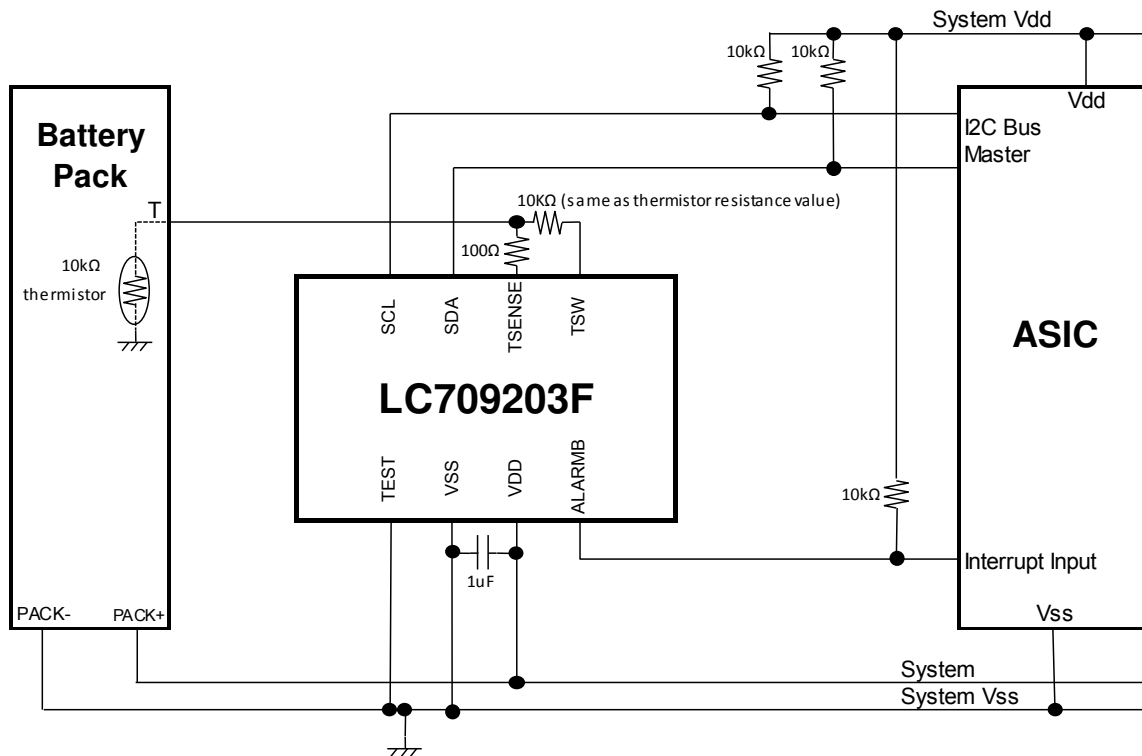 System Vdd
10kΩ
10kΩ
Vdd
Battery
Pack
I2C Bus
Master
T
10KΩ (same as thermistor resistance value)
100Ω
10kΩ
thermistor
SCL
SDA
TSENSE
TSW
ASIC
LC709203F
TEST
VSS
VDD
ALARMB
10kΩ
1uF
Interrupt Input
PACK-
PACK+
Vss
System
System Vss